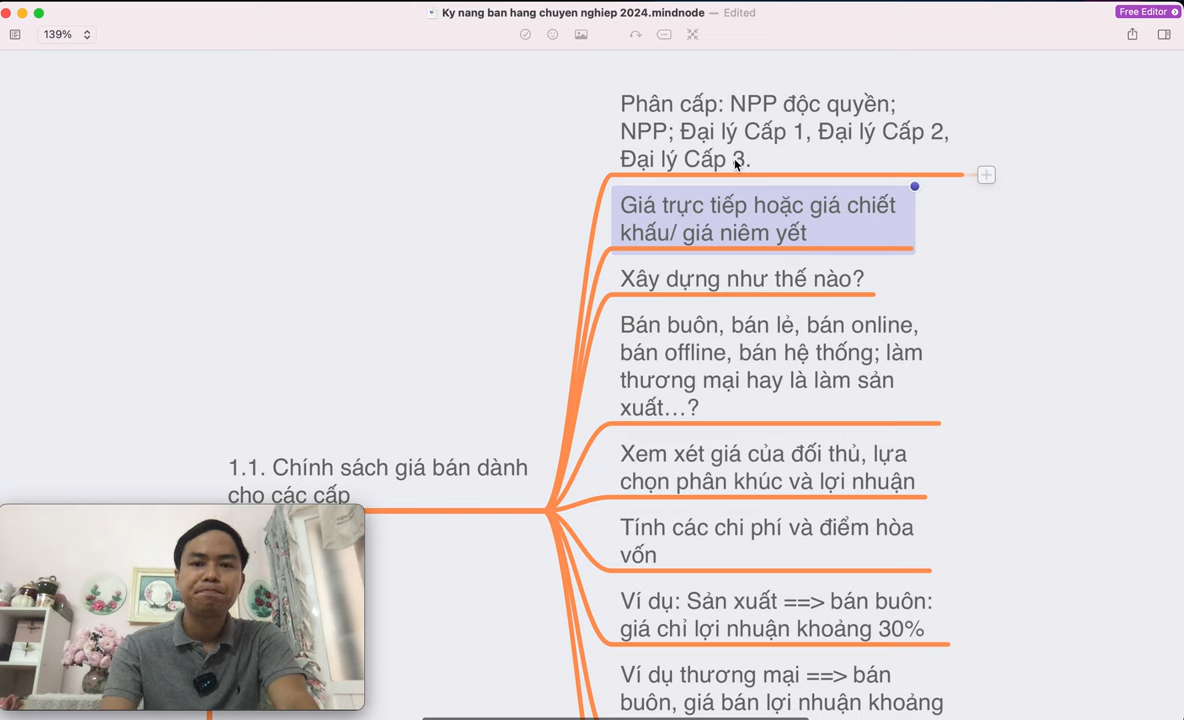 Ky nang ban hang chuyen nghiep 2024.mindnode — Edited
Free Editor
139%
Phân cấp: NPP độc quyền;
NPP; Đại lý Cấp 1, Đại lý Cấp 2,
Đại lý Cấp 3.
Giá trực tiếp hoặc giá chiết
khấu/ giá niêm yết
Xây dựng như thế nào?
Bán buôn, bán lẻ, bán online,
bán offline, bán hệ thống; làm
thương mại hay là làm sản
xuất...?
1.1. Chính sách giá bán dành
cho các cấp
Xem xét giá của đối thủ, lựa
chọn phân khúc và lợi nhuận
Tính các chi phí và điểm hòa
vốn
Ví dụ: Sản xuất ==> bán buôn:
giá chỉ lợi nhuận khoảng 30%
Ví dụ thương mại ==> bán
buôn, giá bán lợi nhuận khoảng